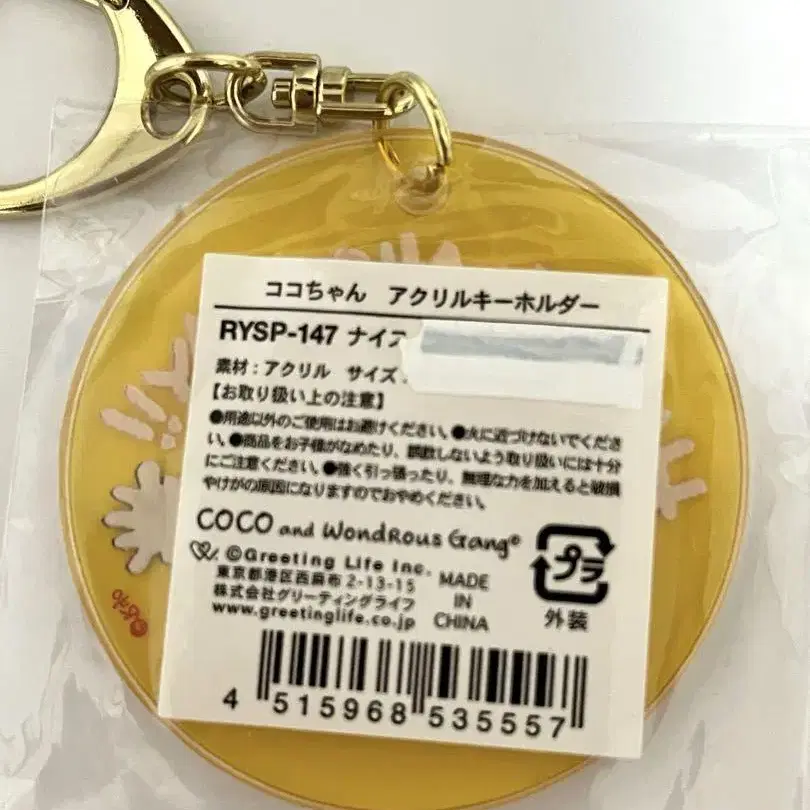 ココちゃん アクリルキーホルダー
RYSP-147 ナイス
素材:アクリル サイズ:
【お取り扱い上の注意】
●用途以外のご使用はお避けください。●火に近づけないでくださ
い。●商品をお子様がなめたり、誤飲しないよう取り扱いには十分
にご注意ください。●強く引っ張ったり、無理な力を加えると破損
やけがの原因になりますのでおやめください。
COCO and WondRous Gang®
©Greeting Life Inc.
東京都港区西麻布2-13-15
株式会社グリーティングライフ
www.greetinglife.co.jp
MADE
IN
CHINA
プラ
外装
4 515968 535557